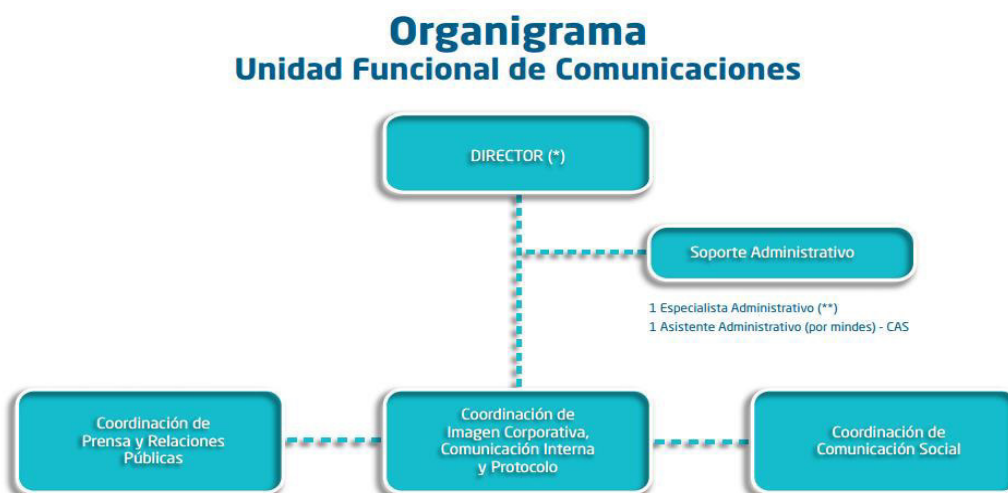 Organigrama
Unidad Funcional de Comunicaciones
DIRECTOR (*)
Soporte Administrativo
1 Especialista Administrativo (**)
1 Asistente Administrativo (por mindes) - CAS
Coordinación de
Prensa y Relaciones
Públicas
Coordinación de
Imagen Corporativa,
Comunicación Interna
y Protocolo
Coordinación de
Comunicación Social